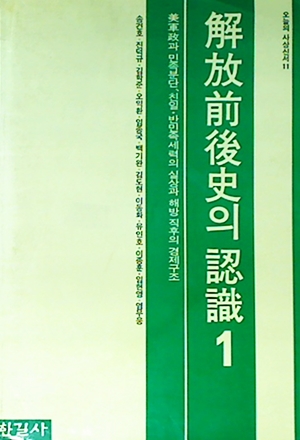 오늘의 사상신서 11
解放前後史의 認識 1
美軍政과 민족분단, 친일·반민족세력의 실상과 해방 직후의 경제구조
송건호·진덕규·김학준·오익환·임종국·백기완·김도현·이동화·유인호·이종훈·임헌영·염무웅
한길사